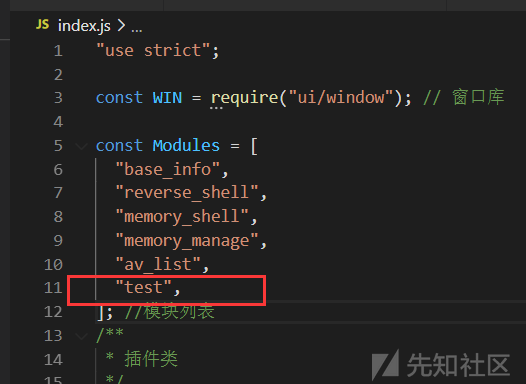 JS index.js > ...
1 "use strict";
2
3 const WIN = require("ui/window"); // 窗口库
4
5 const Modules = [
6 "base_info",
7 "reverse_shell",
8 "memory_shell",
9 "memory_manage",
10 "av_list",
11 "test",
12 ]; //模块列表
13 /**
14 * 插件类
15 */
先知社区